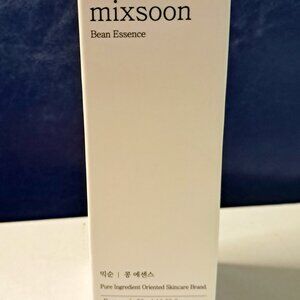 mixsoon
Bean Essence
믹순 | 콩 에센스
Pure Ingredient Oriented Skincare Brand.